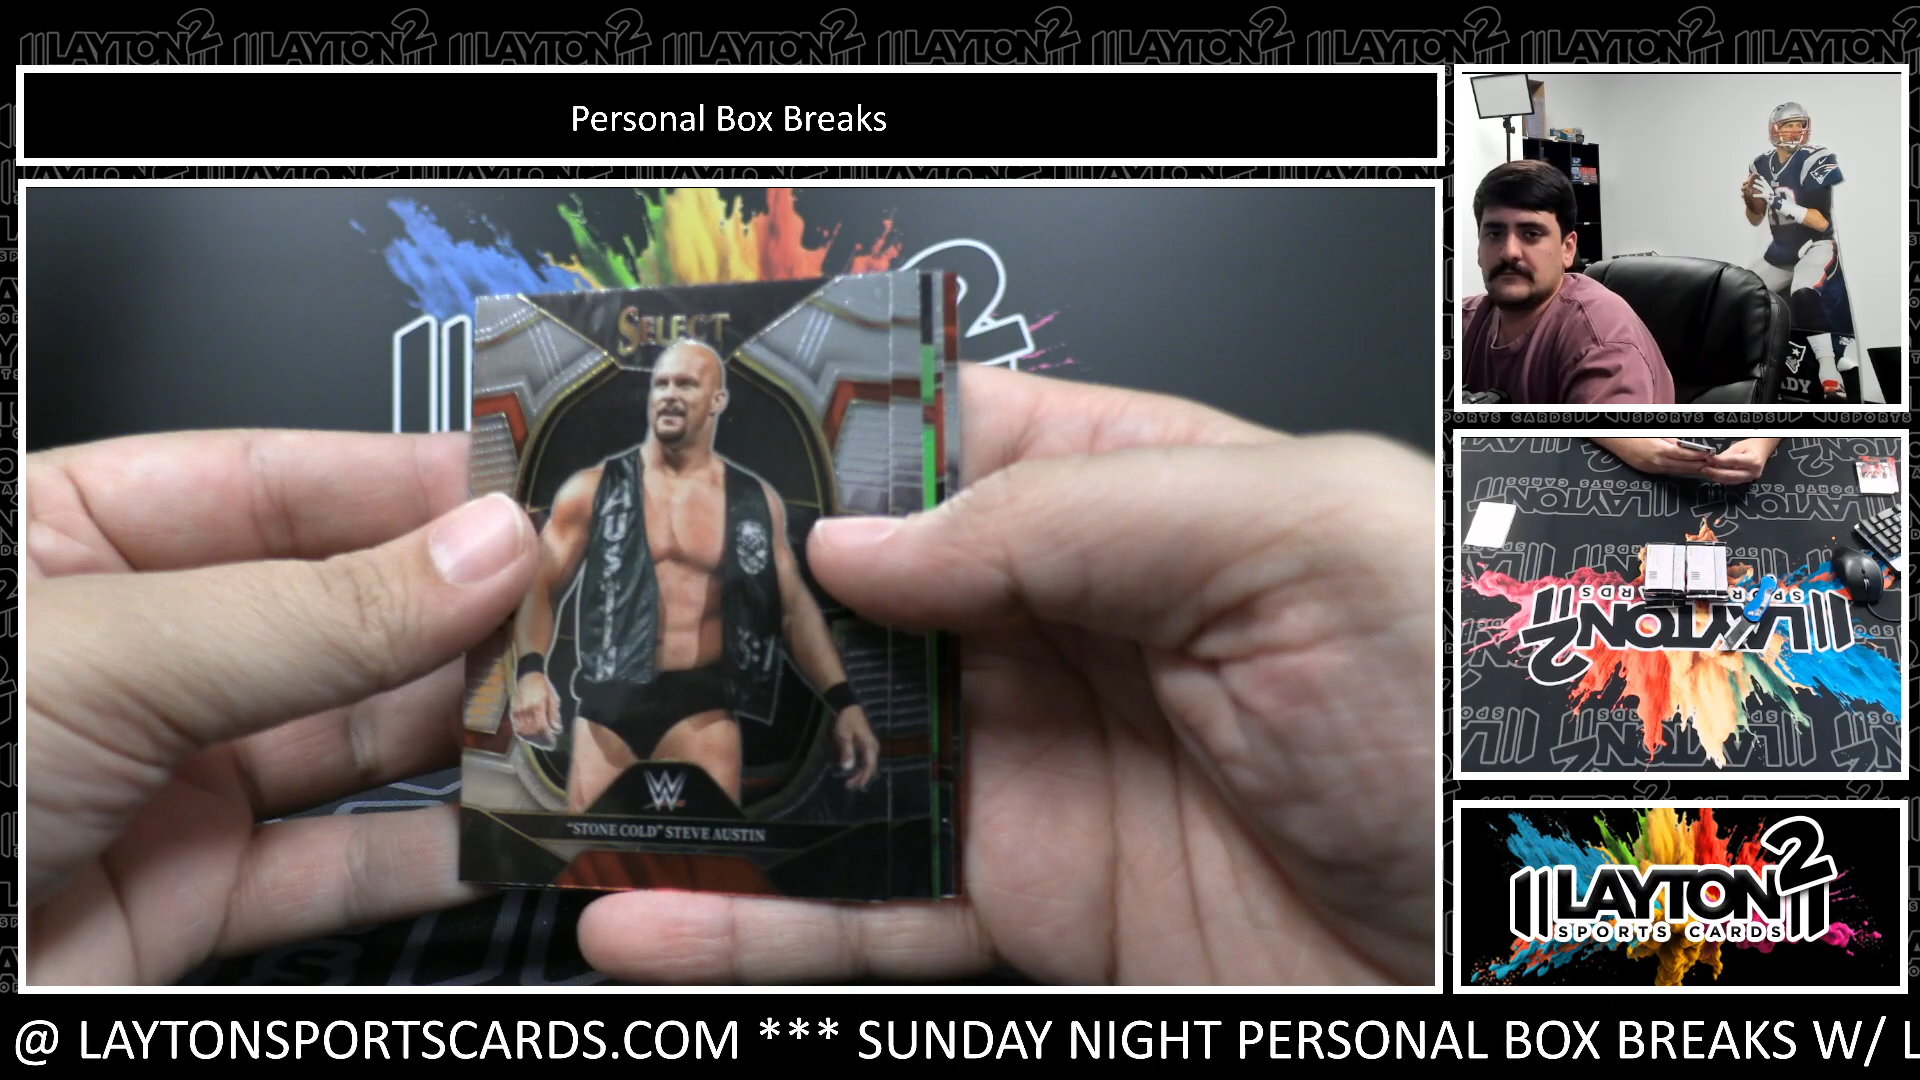 Personal Box Breaks
SELECT
AUSTIN
W
"STONE COLD" STEVE AUSTIN
LAYTON 2
SPORTS CARDS
@ LAYTONSPORTSCARDS.COM *** SUNDAY NIGHT PERSONAL BOX BREAKS W/ L